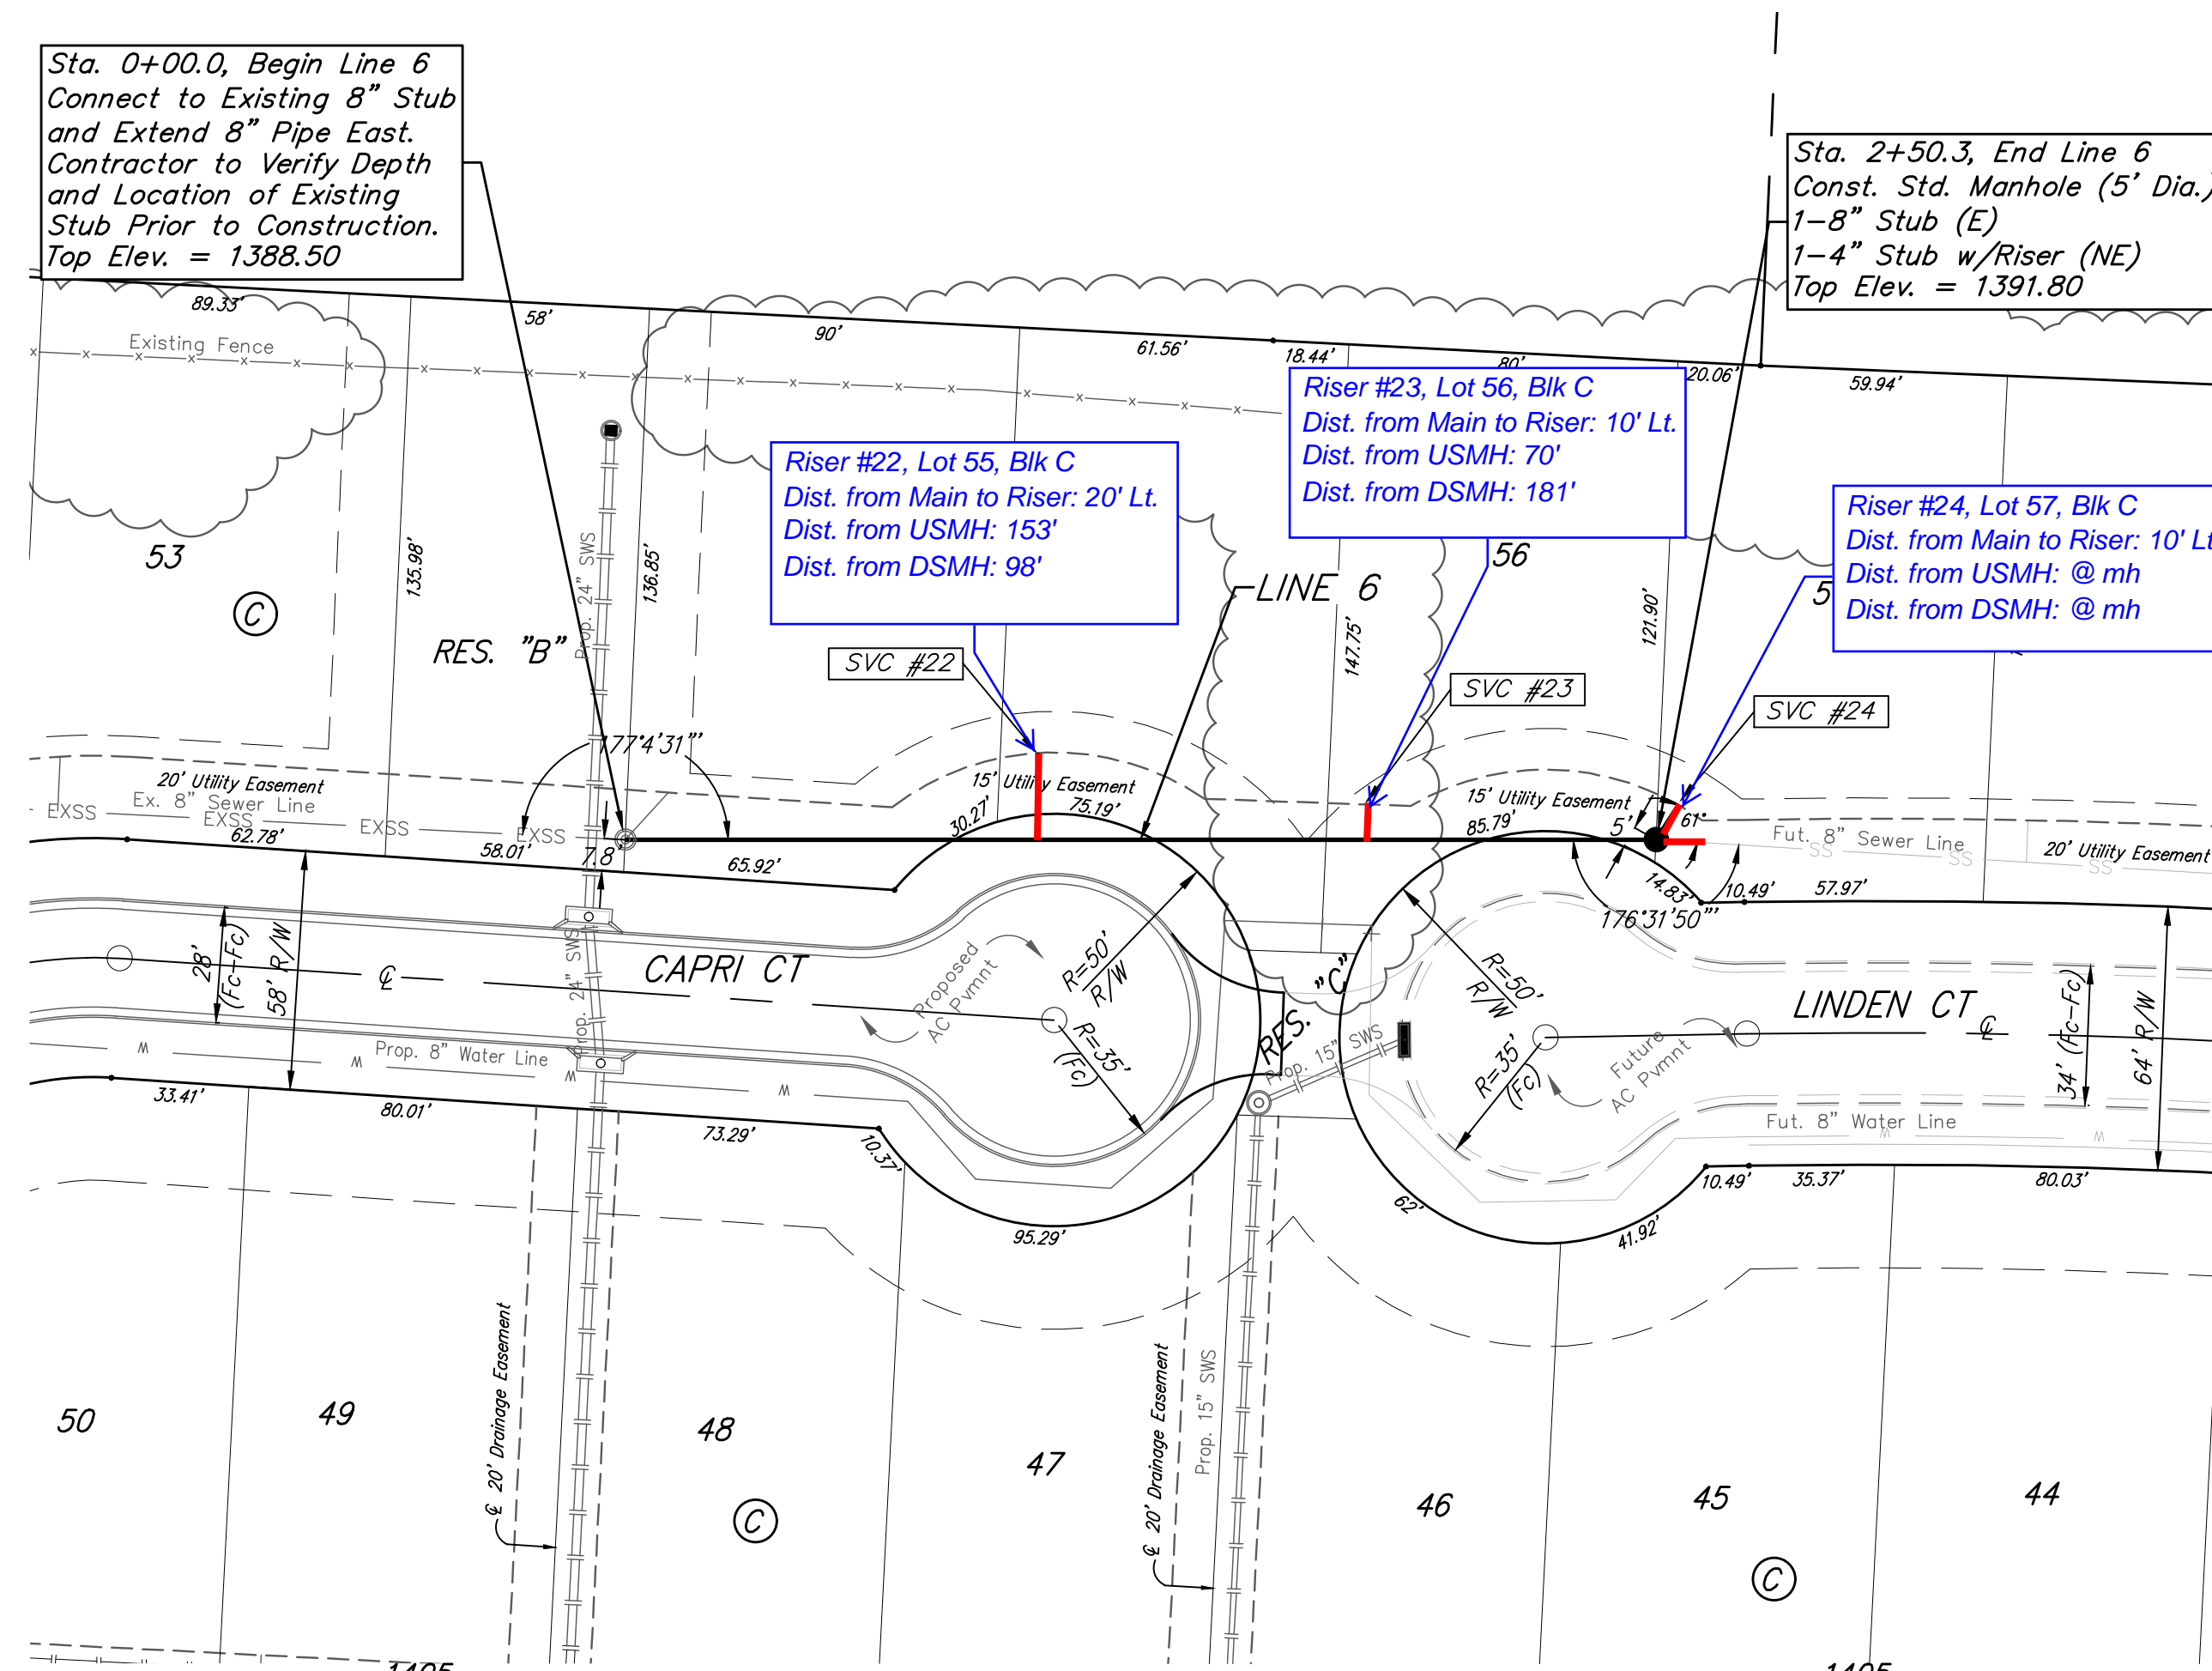 Sta. 0+00.0, Begin Line 6
Connect to Existing 8" Stub
and Extend 8" Pipe East.
Contractor to Verify Depth
and Location of Existing
Stub Prior to Construction.
Top Elev. = 1388.50
Sta. 2+50.3, End Line 6
Const. Std. Manhole (5' Dia.)
1-8" Stub (E)
1-4" Stub w/Riser (NE)
Top Elev. = 1391.80
89.33'
58'
90'
61.56'
18.44'
80'
20.06'
59.94'
Existing Fence
Riser #22, Lot 55, Blk C
Dist. from Main to Riser: 20' Lt.
Dist. from USMH: 153'
Dist. from DSMH: 98'
Riser #23, Lot 56, Blk C
Dist. from Main to Riser: 10' Lt.
Dist. from USMH: 70'
Dist. from DSMH: 181'
Riser #24, Lot 57, Blk C
Dist. from Main to Riser: 10' Lt
Dist. from USMH: @ mh
Dist. from DSMH: @ mh
53
C
135.98'
RES. "B"
Prop. 24" SWS
136.85'
LINE 6
147.75'
56
121.90'
5
SVC #22
SVC #23
SVC #24
177°4'31"
20' Utility Easement
Ex. 8" Sewer Line
EXSS
EXSS
EXSS
EXSS
62.78'
58.01'
7.8'
65.92'
30.27'
15' Utility Easement
75.19'
15' Utility Easement
85.79'
5'
61°
Fut. 8" Sewer Line
SS
SS
SS
20' Utility Easement
14.83'
10.49'
57.97'
176°31'50"
28'
(Fc-Fc)
58' R/W
℄
CAPRI CT
Prop. 24" SWS
Proposed
AC Pvmnt
R=50'
R/W
R=35'
(Fc)
RES. "C"
Prop. 15" SWS
R=50'
R/W
R=35'
(Fc)
Future
AC Pvmnt
LINDEN CT
℄
34' (Fc-Fc)
64' R/W
W
W
Prop. 8" Water Line
W
W
Fut. 8" Water Line
W
W
33.41'
80.01'
73.29'
10.37'
95.29'
62'
41.92'
10.49'
35.37'
80.03'
℄ 20' Drainage Easement
℄ 20' Drainage Easement
Prop. 15" SWS
50
49
48
47
46
45
44
C
C
1405
1405